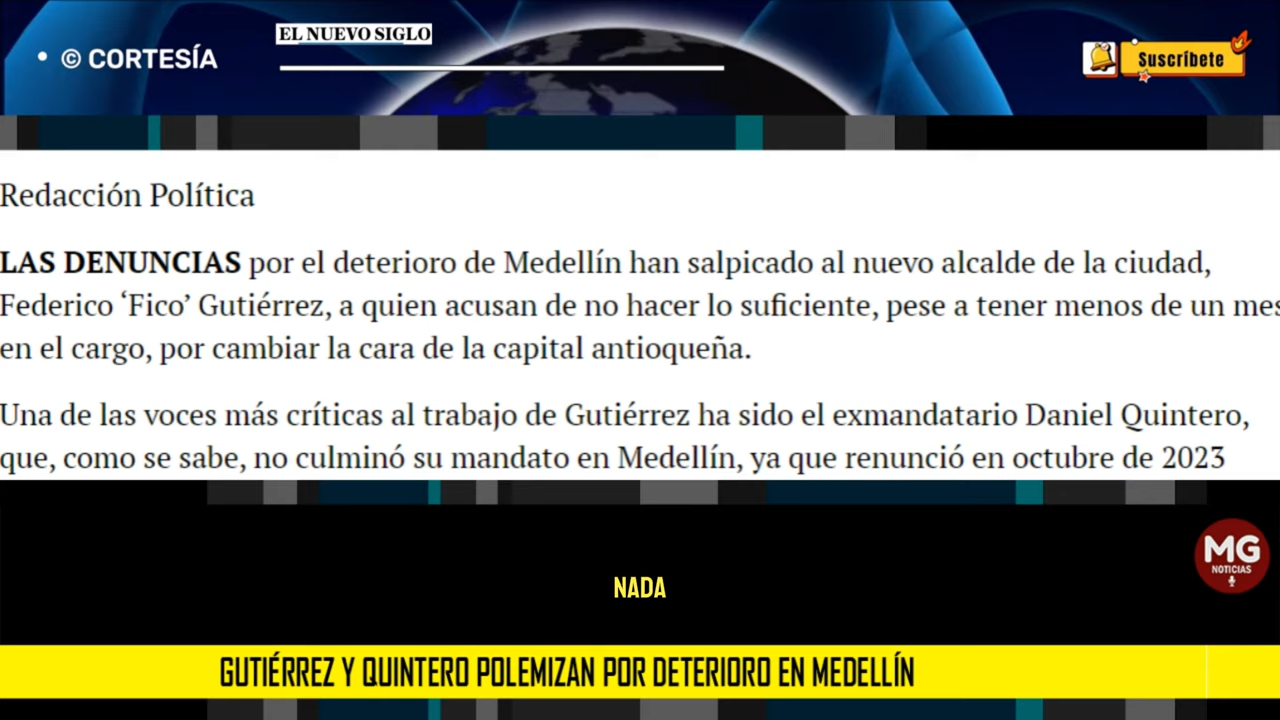 EL NUEVO SIGLO
• © CORTESÍA
Suscríbete
Redacción Política
LAS DENUNCIAS por el deterioro de Medellín han salpicado al nuevo alcalde de la ciudad,
Federico ‘Fico’ Gutiérrez, a quien acusan de no hacer lo suficiente, pese a tener menos de un mes
en el cargo, por cambiar la cara de la capital antioqueña.
Una de las voces más críticas al trabajo de Gutiérrez ha sido el exmandatario Daniel Quintero,
que, como se sabe, no culminó su mandato en Medellín, ya que renunció en octubre de 2023
MG
NOTICIAS
NADA
GUTIÉRREZ Y QUINTERO POLEMIZAN POR DETERIORO EN MEDELLÍN